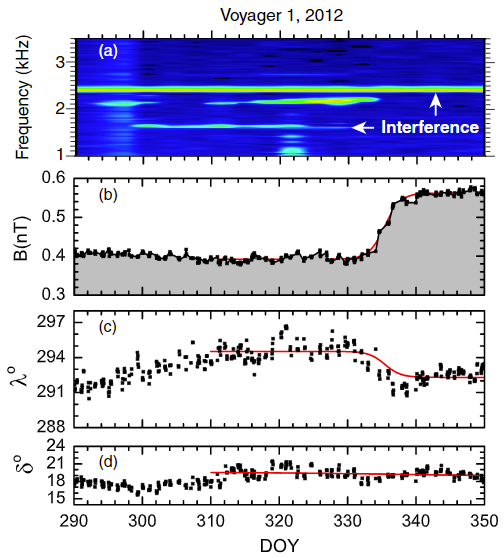 Voyager 1, 2012
(a)
Frequency (kHz)
3
2
1
Interference
(b)
B(nT)
0.6
0.5
0.4
0.3
(c)
λ°
297
294
291
288
(d)
δ°
24
21
18
15
290 300 310 320 330 340 350
DOY